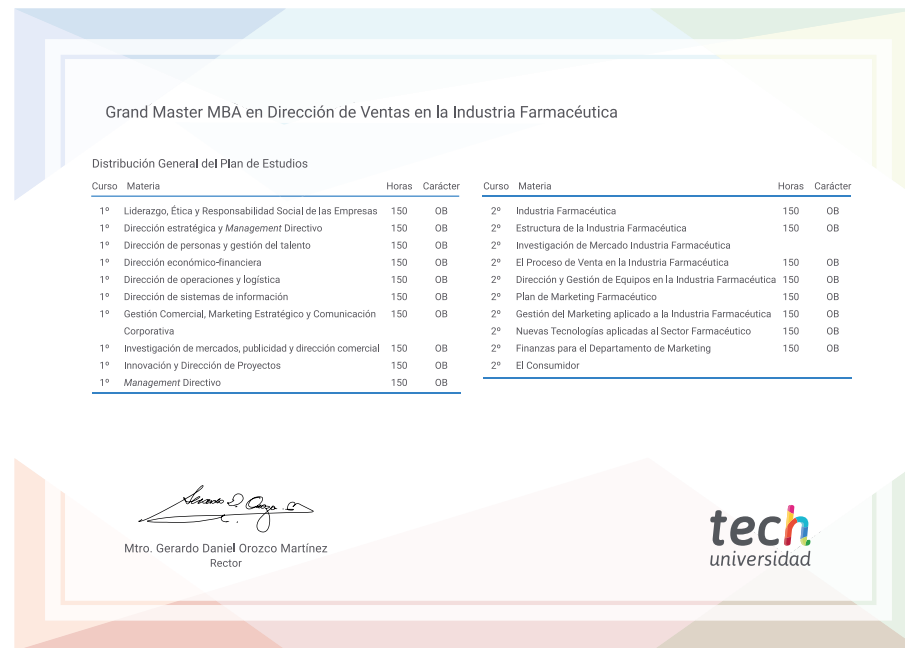 Grand Master MBA en Dirección de Ventas en la Industria Farmacéutica
Distribución General del Plan de Estudios
Curso Materia Horas Carácter
1º Liderazgo, Ética y Responsabilidad Social de las Empresas 150 OB
1º Dirección estratégica y Management Directivo 150 OB
1º Dirección de personas y gestión del talento 150 OB
1º Dirección económico-financiera 150 OB
1º Dirección de operaciones y logística 150 OB
1º Dirección de sistemas de información 150 OB
1º Gestión Comercial, Marketing Estratégico y Comunicación 150 OB
Corporativa
1º Investigación de mercados, publicidad y dirección comercial 150 OB
1º Innovación y Dirección de Proyectos 150 OB
1º Management Directivo 150 OB
Curso Materia Horas Carácter
2º Industria Farmacéutica 150 OB
2º Estructura de la Industria Farmacéutica 150 OB
2º Investigación de Mercado Industria Farmacéutica
2º El Proceso de Venta en la Industria Farmacéutica 150 OB
2º Dirección y Gestión de Equipos en la Industria Farmacéutica 150 OB
2º Plan de Marketing Farmacéutico 150 OB
2º Gestión del Marketing aplicado a la Industria Farmacéutica 150 OB
2º Nuevas Tecnologías aplicadas al Sector Farmacéutico 150 OB
2º Finanzas para el Departamento de Marketing 150 OB
2º El Consumidor
Mtro. Gerardo Daniel Orozco Martínez
Rector
tech
universidad